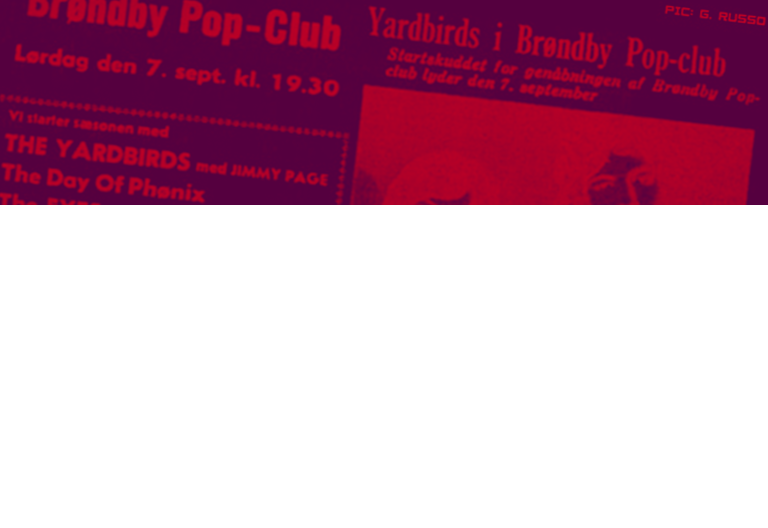 Brøndby Pop-Club
Lørdag den 7. sept. kl. 19.30
Vi starter sæsonen med
THE YARDBIRDS med JIMMY PAGE
The Day Of Phønix
The
Yardbirds i Brøndby Pop-club
Startskuddet for genåbningen af Brøndby Pop-
club lyder den 7. september
PIC: G. RUSSO